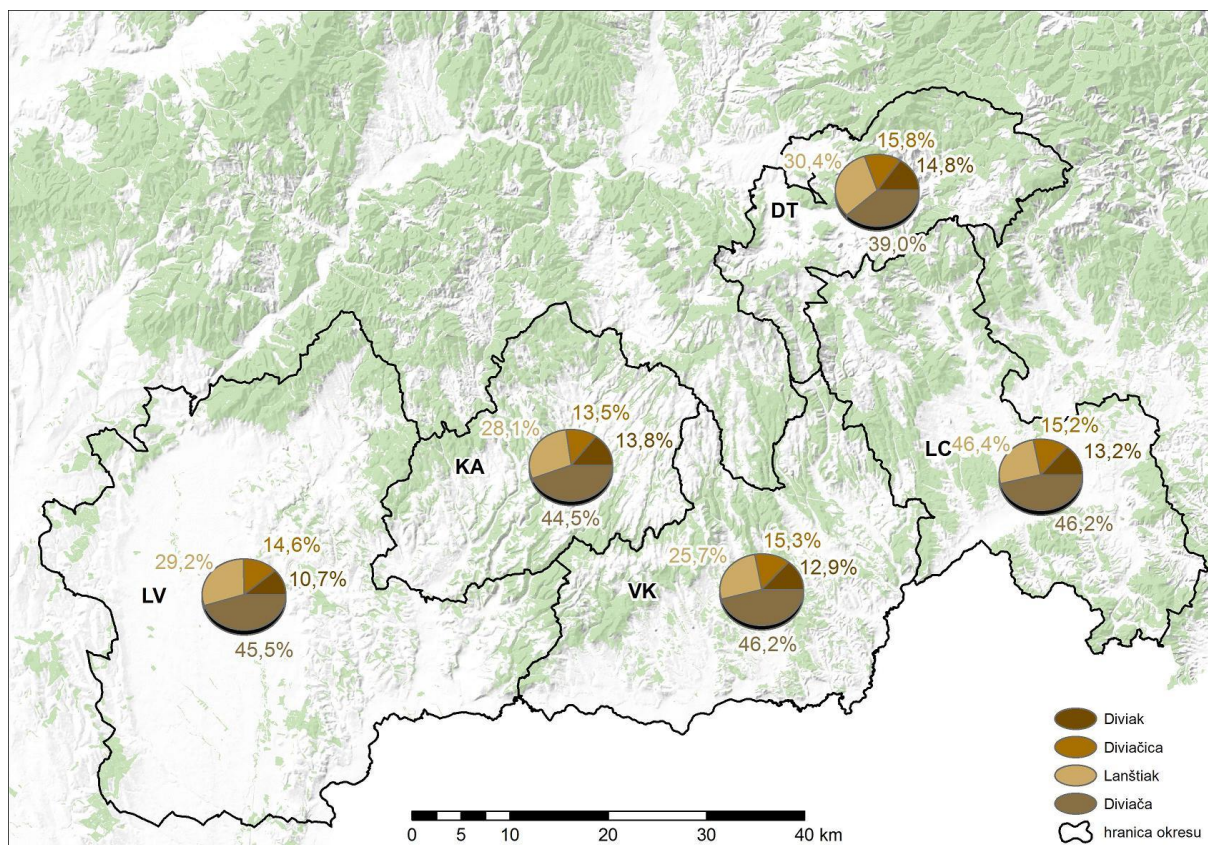 15,8%
30,4%
14,8%
DT
39,0%
13,5%
28,1%
13,8%
KA
44,5%
15,2%
46,4%
13,2%
LC
46,2%
14,6%
29,2%
10,7%
LV
45,5%
15,3%
25,7%
12,9%
VK
46,2%
Diviak
Diviačica
Lanštiak
Diviača
hranica okresu
0 5 10 20 30 40 km